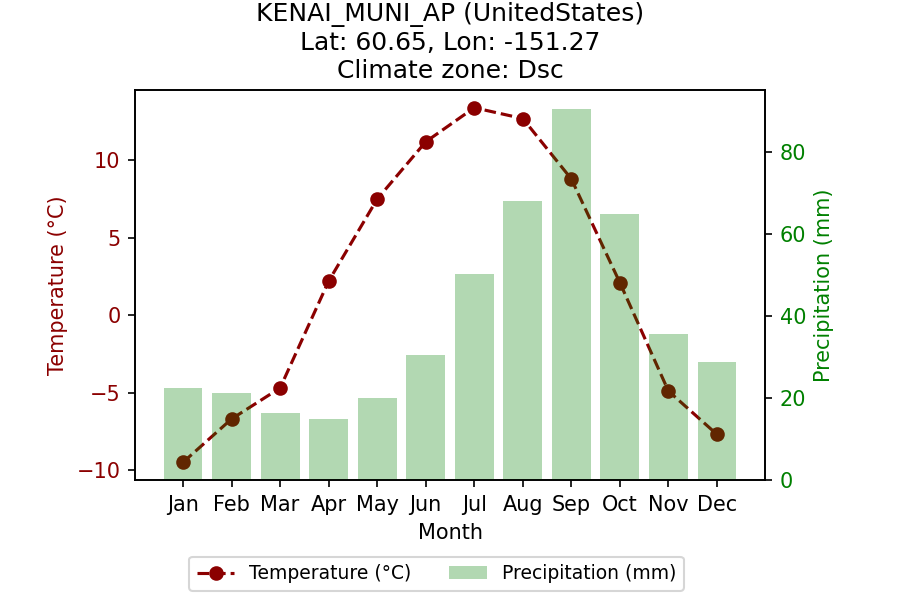 KENAI_MUNI_AP (UnitedStates)
Lat: 60.65, Lon: -151.27
Climate zone: Dsc
Temperature (°C)
10
5
0
−5
−10
80
60
40
20
0
Precipitation (mm)
Jan Feb Mar Apr May Jun Jul Aug Sep Oct Nov Dec
Month
Temperature (°C) Precipitation (mm)